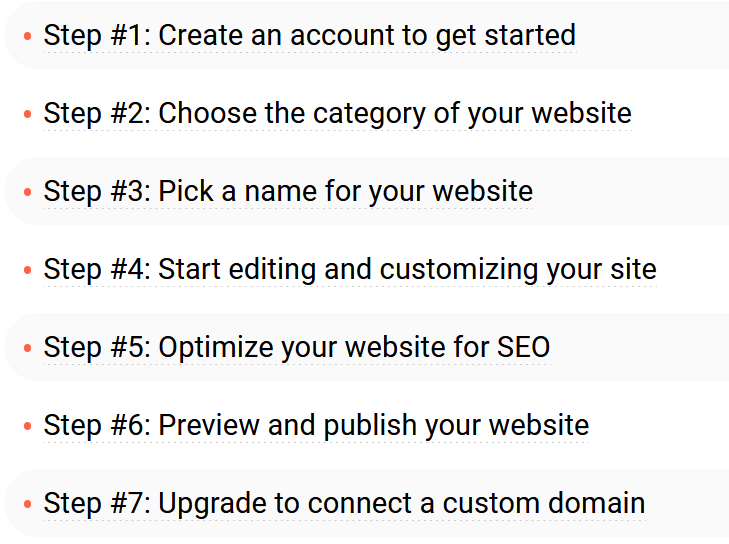 Step #1: Create an account to get started
Step #2: Choose the category of your website
Step #3: Pick a name for your website
Step #4: Start editing and customizing your site
Step #5: Optimize your website for SEO
Step #6: Preview and publish your website
Step #7: Upgrade to connect a custom domain